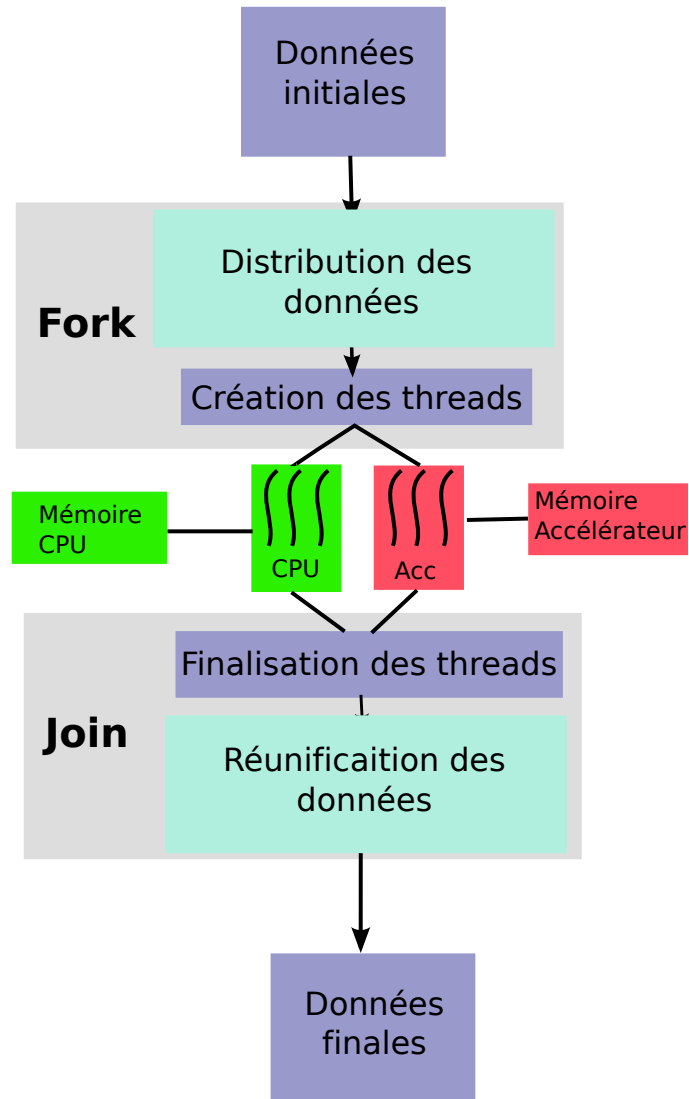 Données
initiales
Distribution des
données
Fork
Création des threads
Mémoire
CPU
CPU
Acc
Mémoire
Accélérateur
Finalisation des threads
Join
Réunificaition des
données
Données
finales